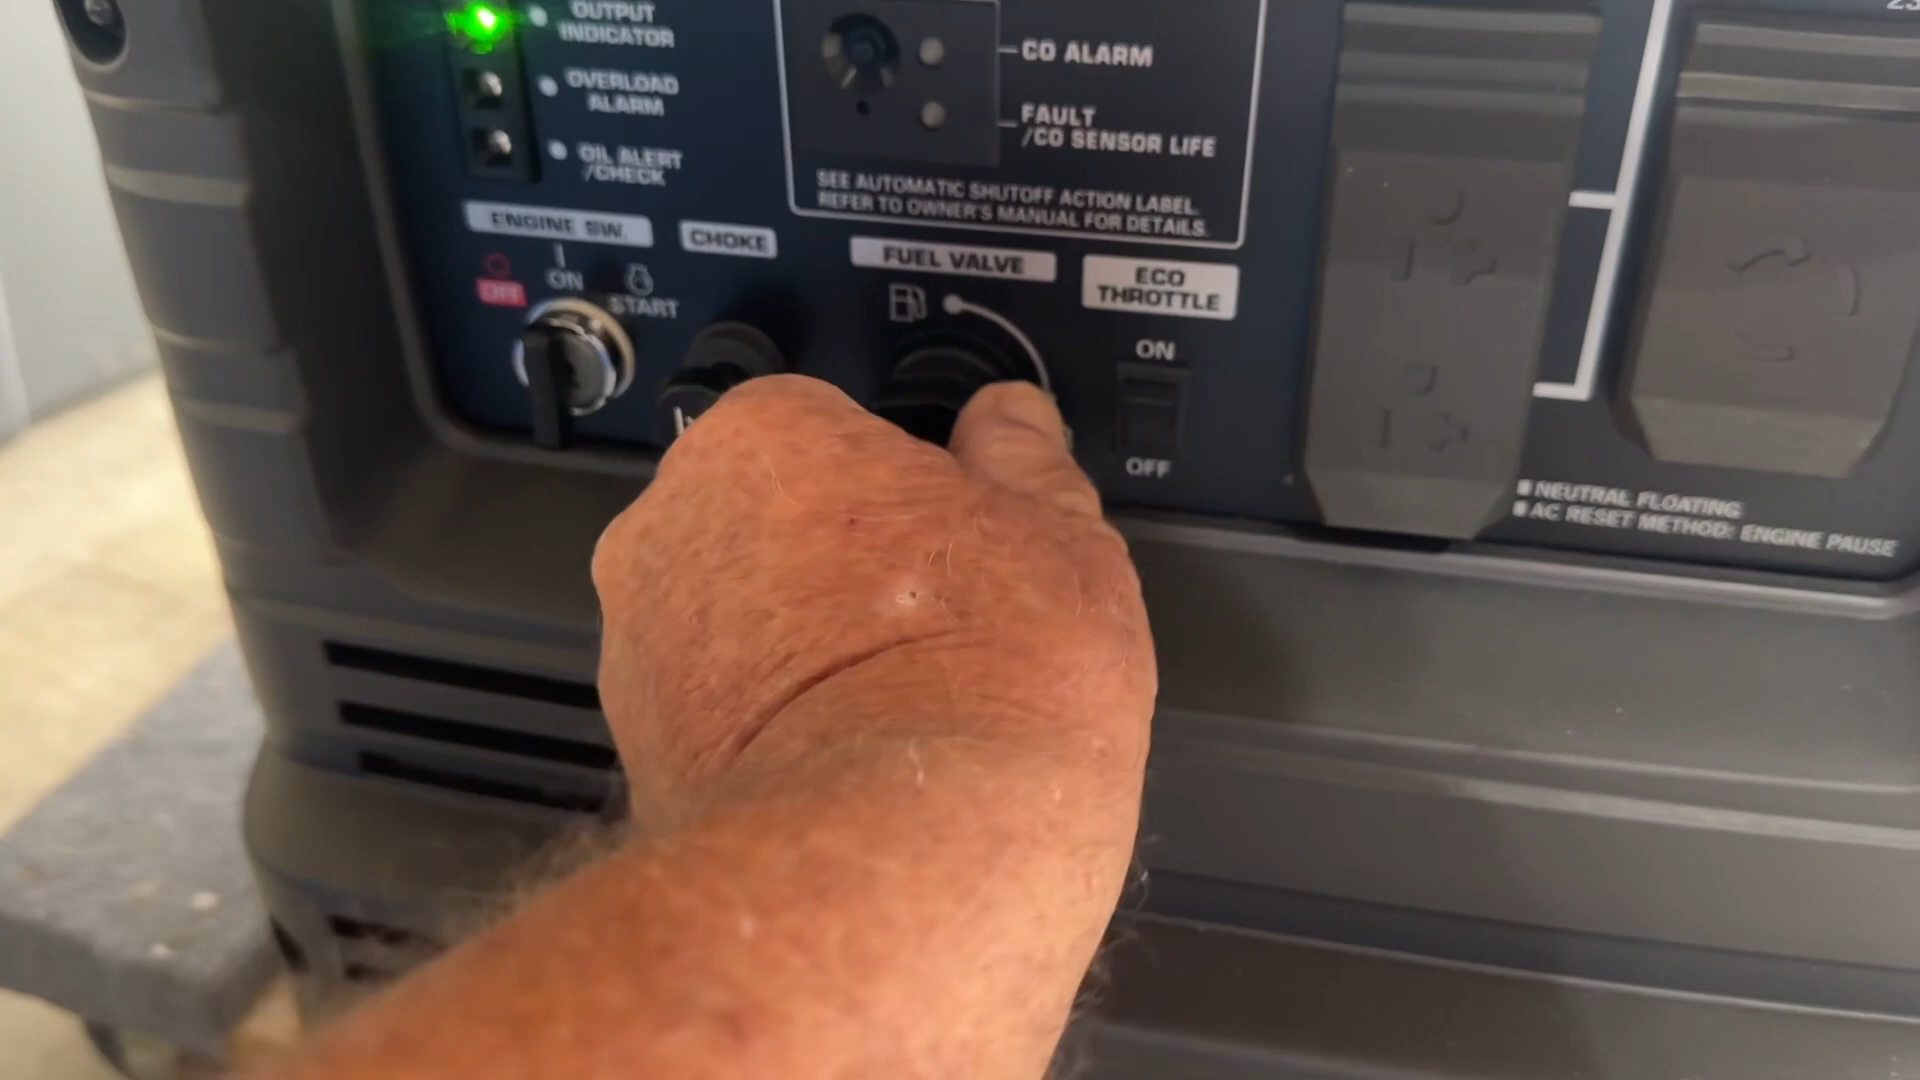 OUTPUT
INDICATOR
OVERLOAD
ALARM
OIL ALERT
/CHECK
CO ALARM
FAULT
/CO SENSOR LIFE
SEE AUTOMATIC SHUTOFF ACTION LABEL.
REFER TO OWNER'S MANUAL FOR DETAILS.
ENGINE SW.
OFF
ON
START
CHOKE
FUEL VALVE
ECO
THROTTLE
ON
OFF
NEUTRAL FLOATING
AC RESET METHOD: ENGINE PAUSE